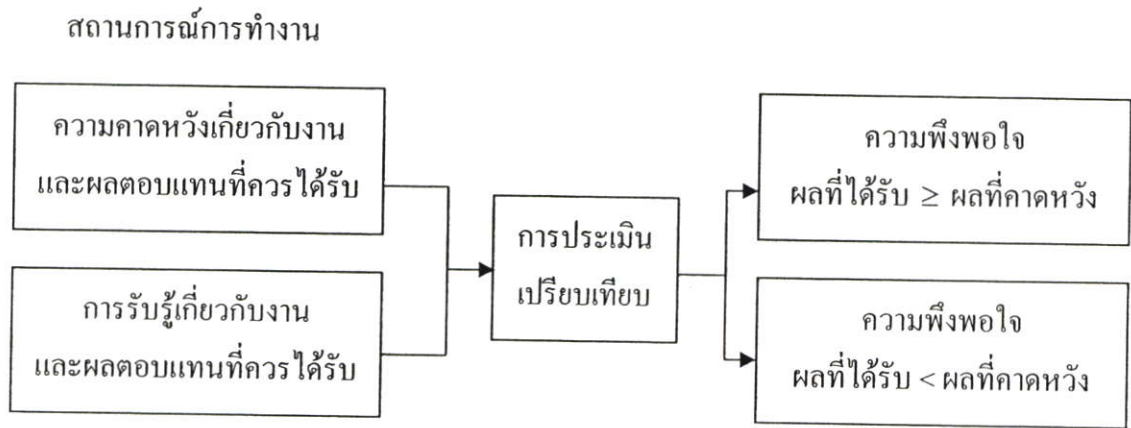 สถานการณ์การทำงาน
ความคาดหวังเกี่ยวกับงาน
และผลตอบแทนที่ควรได้รับ
การรับรู้เกี่ยวกับงาน
และผลตอบแทนที่ควรได้รับ
การประเมิน
เปรียบเทียบ
ความพึงพอใจ
ผลที่ได้รับ ≥ ผลที่คาดหวัง
ความพึงพอใจ
ผลที่ได้รับ < ผลที่คาดหวัง